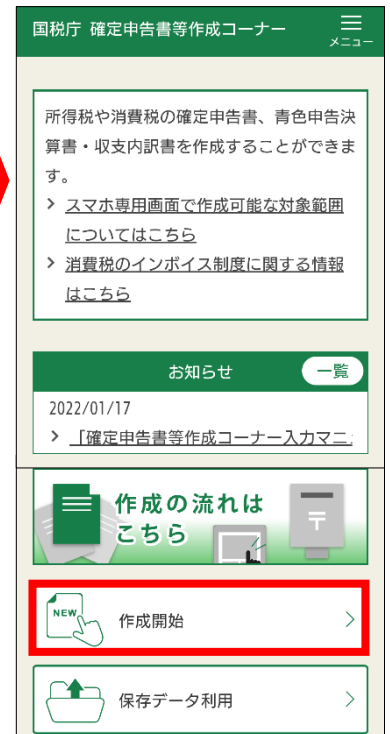 国税庁 確定申告書等作成コーナー
メニュー
所得税や消費税の確定申告書、青色申告決
算書・収支内訳書を作成することができま
す。
> スマホ専用画面で作成可能な対象範囲
についてはこちら
> 消費税のインボイス制度に関する情報
はこちら
お知らせ
一覧
2022/01/17
> 「確定申告書等作成コーナー入力マニ
作成の流れは
こちら
〒
NEW
作成開始
保存データ利用